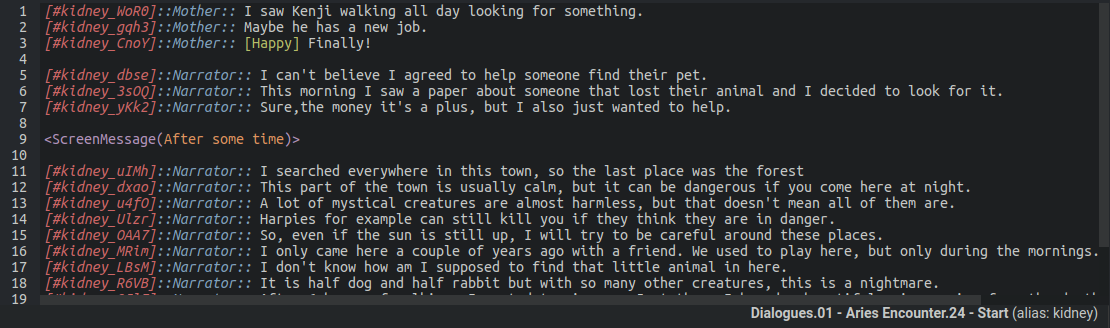 1 [#kidney_WoR0]::Mother:: I saw Kenji walking all day looking for something.
2 [#kidney_gqh3]::Mother:: Maybe he has a new job.
3 [#kidney_CnoY]::Mother:: [Happy] Finally!
4
5 [#kidney_dbse]::Narrator:: I can't believe I agreed to help someone find their pet.
6 [#kidney_3sOQ]::Narrator:: This morning I saw a paper about someone that lost their animal and I decided to look for it.
7 [#kidney_yKk2]::Narrator:: Sure,the money it's a plus, but I also just wanted to help.
8
9 <ScreenMessage(After some time)>
10
11 [#kidney_uIMh]::Narrator:: I searched everywhere in this town, so the last place was the forest
12 [#kidney_dxao]::Narrator:: This part of the town is usually calm, but it can be dangerous if you come here at night.
13 [#kidney_u4fO]::Narrator:: A lot of mystical creatures are almost harmless, but that doesn't mean all of them are.
14 [#kidney_Ulzr]::Narrator:: Harpies for example can still kill you if they think they are in danger.
15 [#kidney_OAA7]::Narrator:: So, even if the sun is still up, I will try to be careful around these places.
16 [#kidney_MRim]::Narrator:: I only came here a couple of years ago with a friend. We used to play here, but only during the mornings.
17 [#kidney_LBsM]::Narrator:: I don't know how am I supposed to find that little animal in here.
18 [#kidney_R6VB]::Narrator:: It is half dog and half rabbit but with so many other creatures, this is a nightmare.
19
Dialogues.01 - Aries Encounter.24 - Start (alias: kidney)